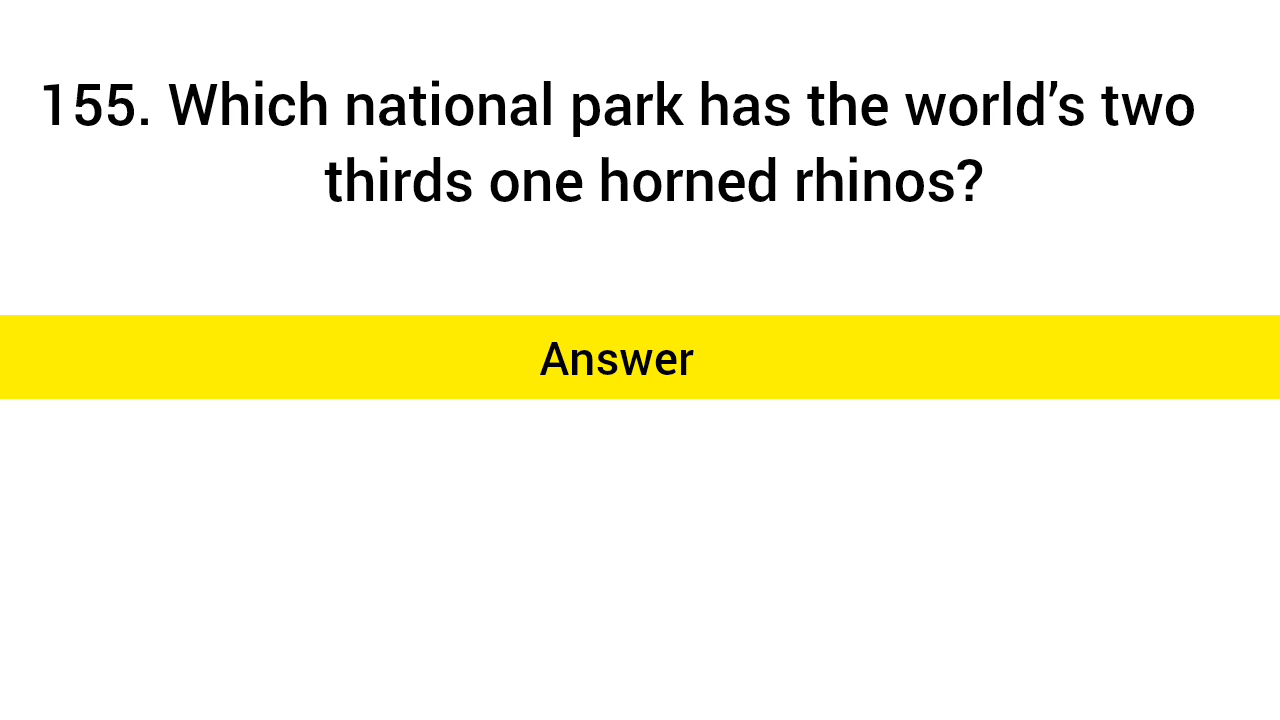 155. Which national park has the world’s two
thirds one horned rhinos?
Answer